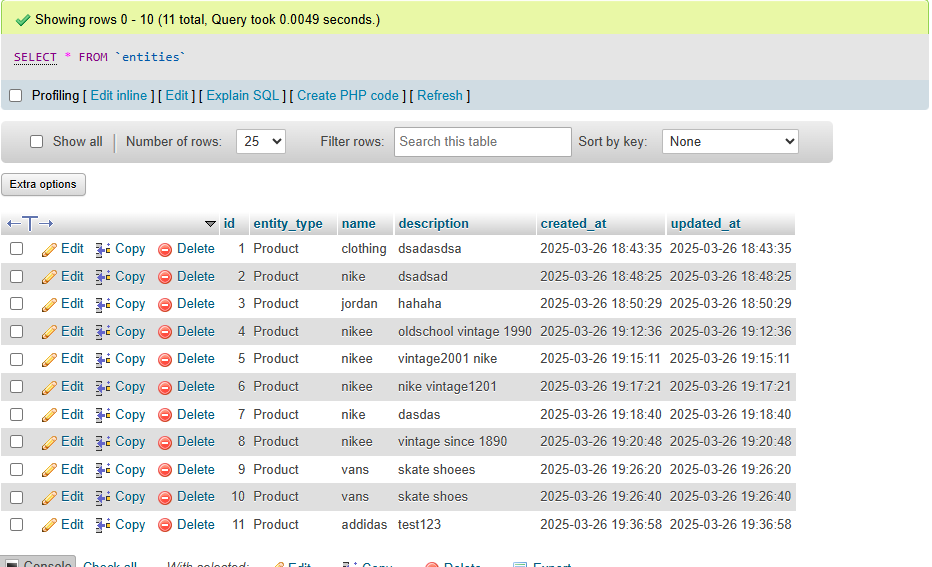 Showing rows 0 - 10 (11 total, Query took 0.0049 seconds.)
SELECT * FROM `entities`
Profiling [ Edit inline ] [ Edit ] [ Explain SQL ] [ Create PHP code ] [ Refresh ]
Show all | Number of rows: 25 Filter rows: Search this table Sort by key: None
Extra options
id entity_type name description created_at updated_at
Edit Copy Delete 1 Product clothing dsadasdsa 2025-03-26 18:43:35 2025-03-26 18:43:35
Edit Copy Delete 2 Product nike dsadsad 2025-03-26 18:48:25 2025-03-26 18:48:25
Edit Copy Delete 3 Product jordan hahaha 2025-03-26 18:50:29 2025-03-26 18:50:29
Edit Copy Delete 4 Product nikee oldschool vintage 1990 2025-03-26 19:12:36 2025-03-26 19:12:36
Edit Copy Delete 5 Product nikee vintage2001 nike 2025-03-26 19:15:11 2025-03-26 19:15:11
Edit Copy Delete 6 Product nikee nike vintage1201 2025-03-26 19:17:21 2025-03-26 19:17:21
Edit Copy Delete 7 Product nike dasdas 2025-03-26 19:18:40 2025-03-26 19:18:40
Edit Copy Delete 8 Product nikee vintage since 1890 2025-03-26 19:20:48 2025-03-26 19:20:48
Edit Copy Delete 9 Product vans skate shoees 2025-03-26 19:26:20 2025-03-26 19:26:20
Edit Copy Delete 10 Product vans skate shoes 2025-03-26 19:26:40 2025-03-26 19:26:40
Edit Copy Delete 11 Product addidas test123 2025-03-26 19:36:58 2025-03-26 19:36:58
Console Check all With selected: Edit Copy Delete Export